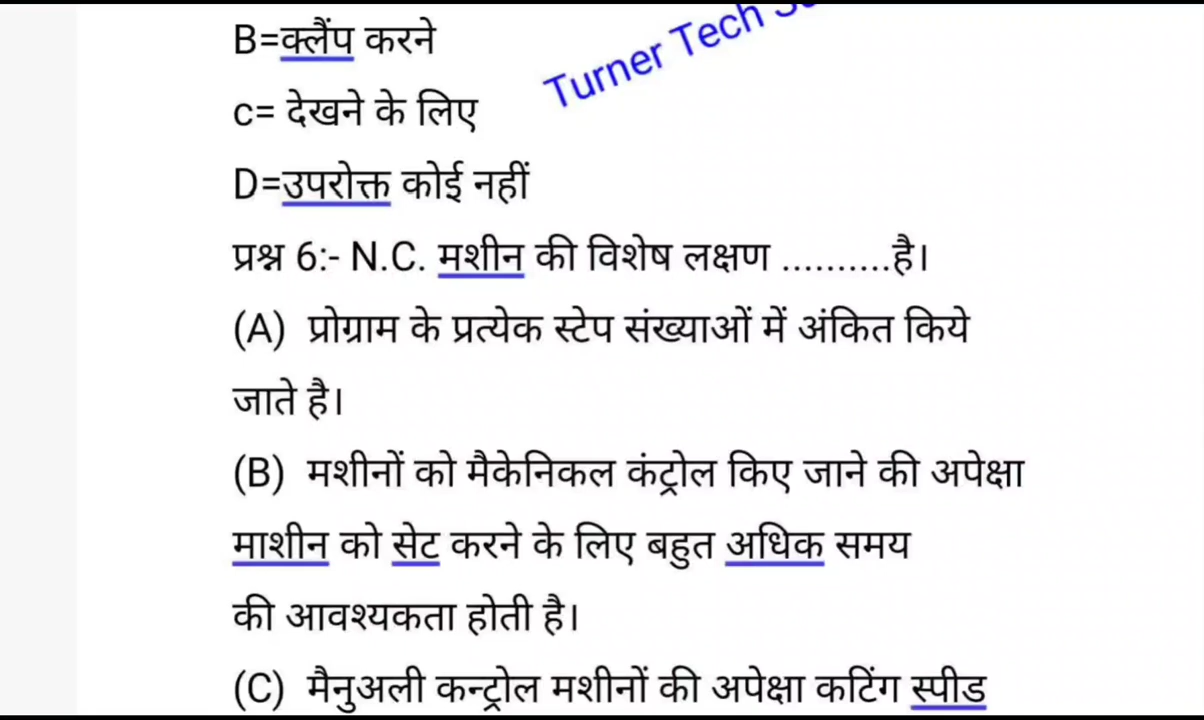 B=क्लैंप करने
Turner Tech
c= देखने के लिए
D=उपरोक्त कोई नहीं
प्रश्न 6:- N.C. मशीन की विशेष लक्षण ..........है।
(A) प्रोग्राम के प्रत्येक स्टेप संख्याओं में अंकित किये
जाते है।
(B) मशीनों को मैकेनिकल कंट्रोल किए जाने की अपेक्षा
माशीन को सेट करने के लिए बहुत अधिक समय
की आवश्यकता होती है।
(C) मैनुअली कन्ट्रोल मशीनों की अपेक्षा कटिंग स्पीड